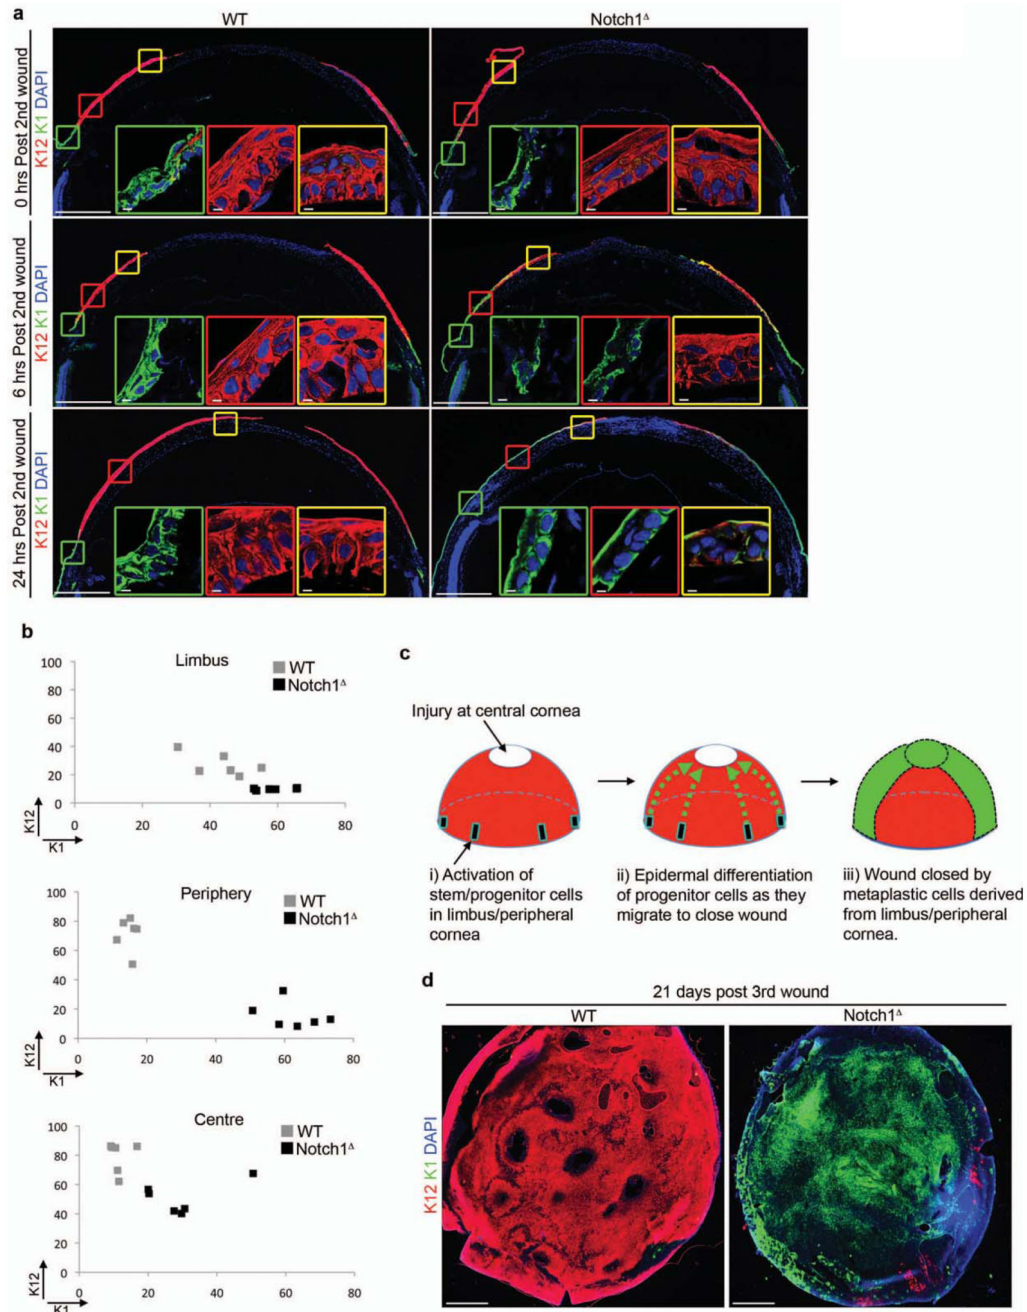 a
WT
Notch1Δ
0 hrs Post 2nd wound
K12 K1 DAPI
6 hrs Post 2nd wound
K12 K1 DAPI
24 hrs Post 2nd wound
K12 K1 DAPI
b
Limbus
WT
Notch1Δ
100
80
60
40
20
0
K12
K1
0 20 40 60 80
Periphery
WT
Notch1Δ
100
80
60
40
20
0
K12
K1
0 20 40 60 80
Centre
WT
Notch1Δ
100
80
60
40
20
0
K12
K1
0 20 40 60 80
c
Injury at central cornea
i) Activation of
stem/progenitor cells
in limbus/peripheral
cornea
ii) Epidermal differentiation
of progenitor cells as they
migrate to close wound
iii) Wound closed by
metaplastic cells derived
from limbus/peripheral
cornea.
d
21 days post 3rd wound
WT
Notch1Δ
K12 K1 DAPI